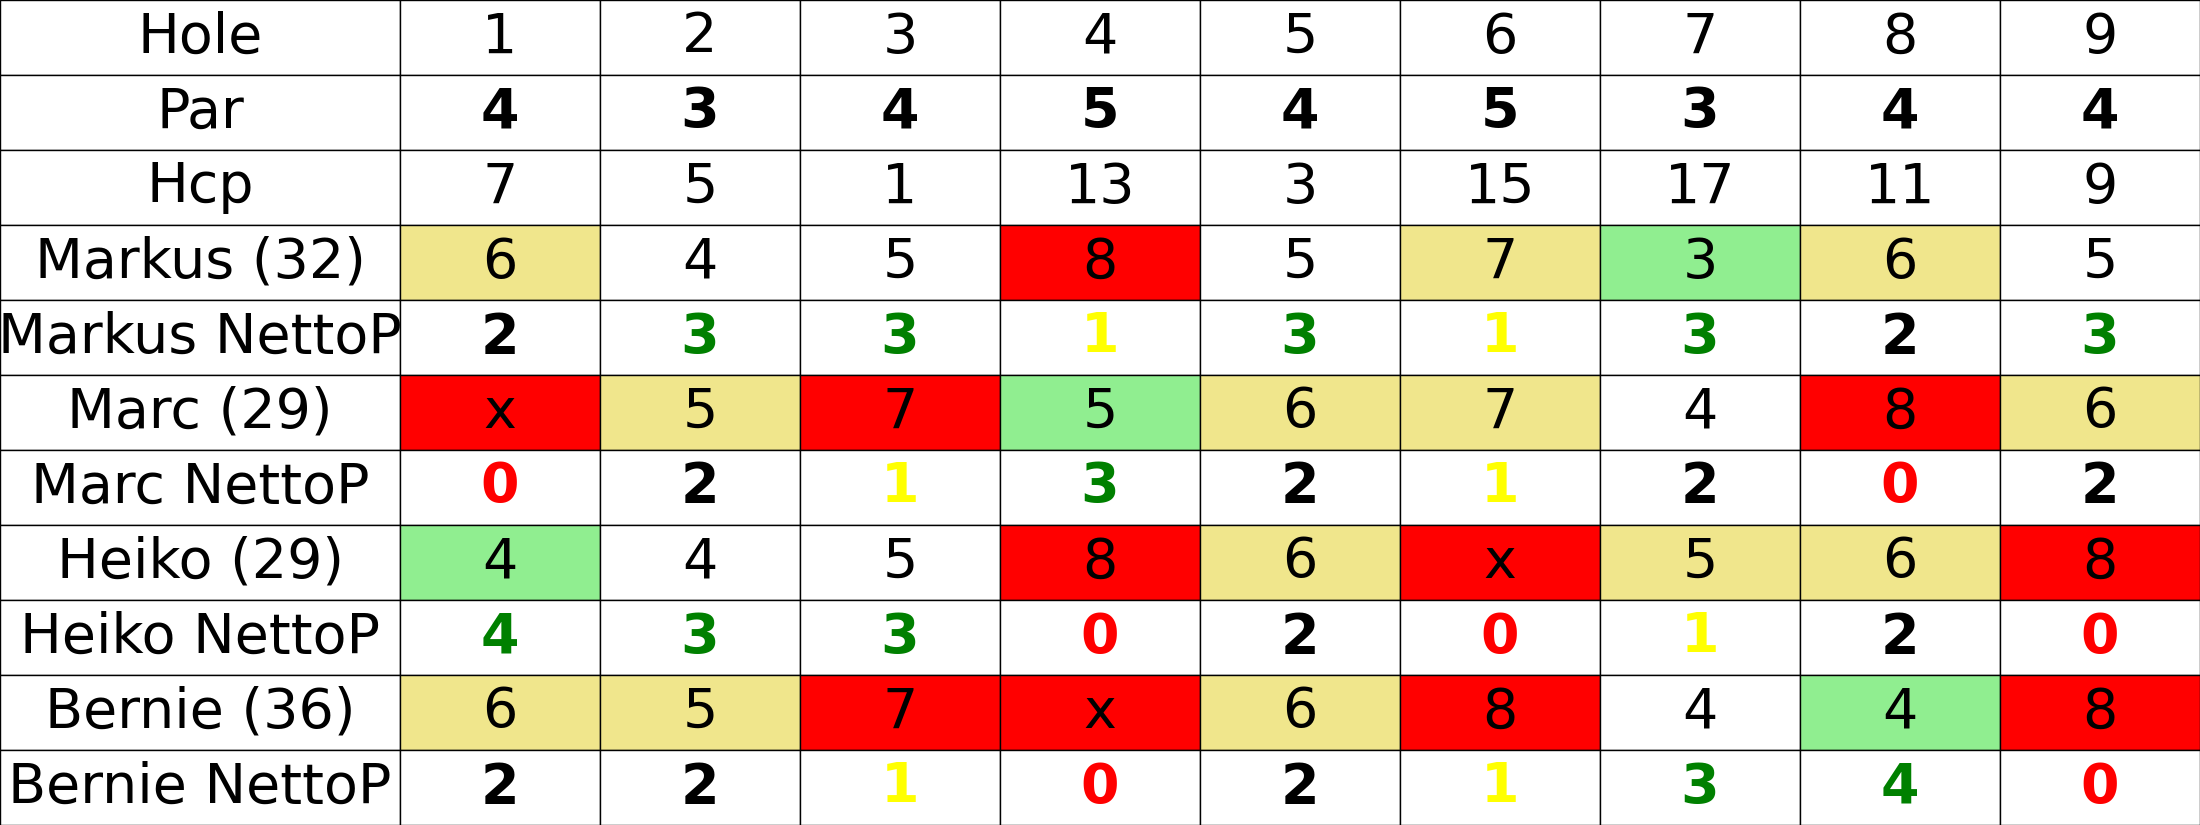 Hole 1 2 3 4 5 6 7 8 9
Par 4 3 4 5 4 5 3 4 4
Hcp 7 5 1 13 3 15 17 11 9
Markus (32) 6 4 5 8 5 7 3 6 5
Markus NettoP 2 3 3 1 3 1 3 2 3
Marc (29) x 5 7 5 6 7 4 8 6
Marc NettoP 0 2 1 3 2 1 2 0 2
Heiko (29) 4 4 5 8 6 x 5 6 8
Heiko NettoP 4 3 3 0 2 0 1 2 0
Bernie (36) 6 5 7 x 6 8 4 4 8
Bernie NettoP 2 2 1 0 2 1 3 4 0